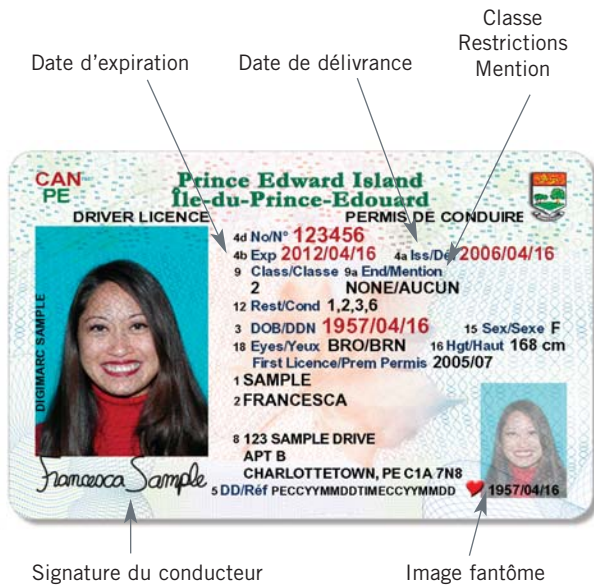 Classe
Restrictions
Mention
Date d'expiration
Date de délivrance
CAN
PE
Prince Edward Island
Île-du-Prince-Edouard
DRIVER LICENCE
PERMIS DE CONDUIRE
4d No/N° 123456
4b Exp 2012/04/16 4a Iss/Dél 2006/04/16
9 Class/Classe 9a End/Mention
2 NONE/AUCUN
12 Rest/Cond 1,2,3,6
3 DOB/DDN 1957/04/16 15 Sex/Sexe F
18 Eyes/Yeux BRO/BRN 16 Hgt/Haut 168 cm
First Licence/Prem Permis 2005/07
1 SAMPLE
2 FRANCESCA
8 123 SAMPLE DRIVE
APT B
CHARLOTTETOWN, PE C1A 7N8
5 DD/Réf PECCYYMMDDTIMECCYYMMDD
1957/04/16
DIGIMARC SAMPLE
Francesca Sample
Signature du conducteur
Image fantôme